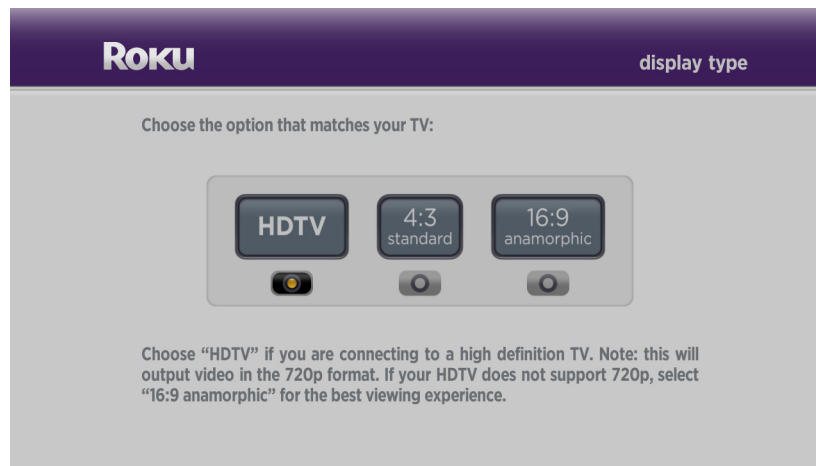 ROKU
display type
Choose the option that matches your TV:
HDTV
4:3
standard
16:9
anamorphic
Choose “HDTV” if you are connecting to a high definition TV. Note: this will
output video in the 720p format. If your HDTV does not support 720p, select
“16:9 anamorphic” for the best viewing experience.